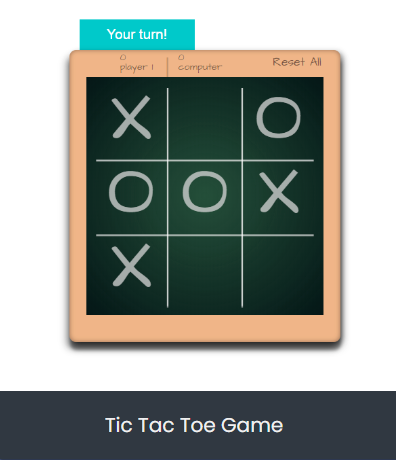 Your turn!
0 0
player 1 computer Reset All
X O
O O X
X
Tic Tac Toe Game